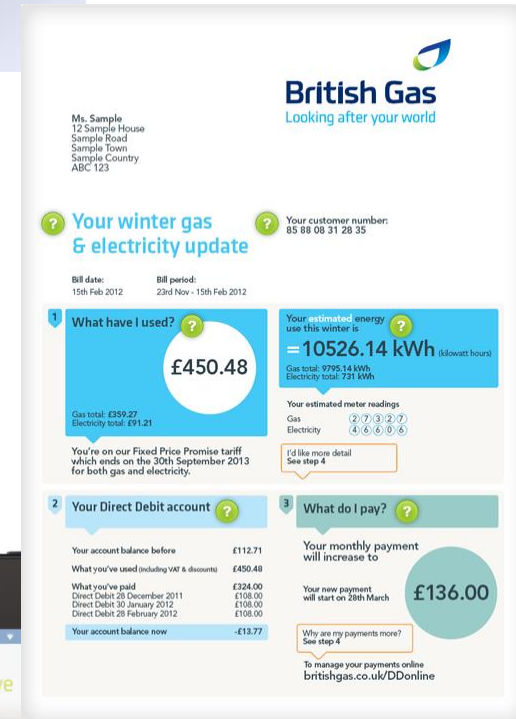 British Gas
Looking after your world
Ms. Sample
12 Sample House
Sample Road
Sample Town
Sample Country
ABC 123
? Your winter gas
& electricity update
? Your customer number:
85 88 08 31 28 35
Bill date:
15th Feb 2012
Bill period:
23rd Nov - 15th Feb 2012
1 What have I used? ?
£450.48
Gas total: £359.27
Electricity total: £91.21
You're on our Fixed Price Promise tariff
which ends on the 30th September 2013
for both gas and electricity.
Your estimated energy
use this winter is ?
= 10526.14 kWh (kilowatt hours)
Gas total: 9795.14 kWh
Electricity total: 731 kWh
Your estimated meter readings
Gas 2 7 3 2 7
Electricity 4 6 6 0 6
I'd like more detail
See step 4
2 Your Direct Debit account ?
Your account balance before £112.71
What you've used (including VAT & discounts) £450.48
What you've paid £324.00
Direct Debit 28 December 2011 £108.00
Direct Debit 30 January 2012 £108.00
Direct Debit 28 February 2012 £108.00
Your account balance now -£13.77
3 What do I pay? ?
Your monthly payment
will increase to
Your new payment
will start on 28th March
£136.00
Why are my payments more?
See step 4
To manage your payments online
britishgas.co.uk/DDonline